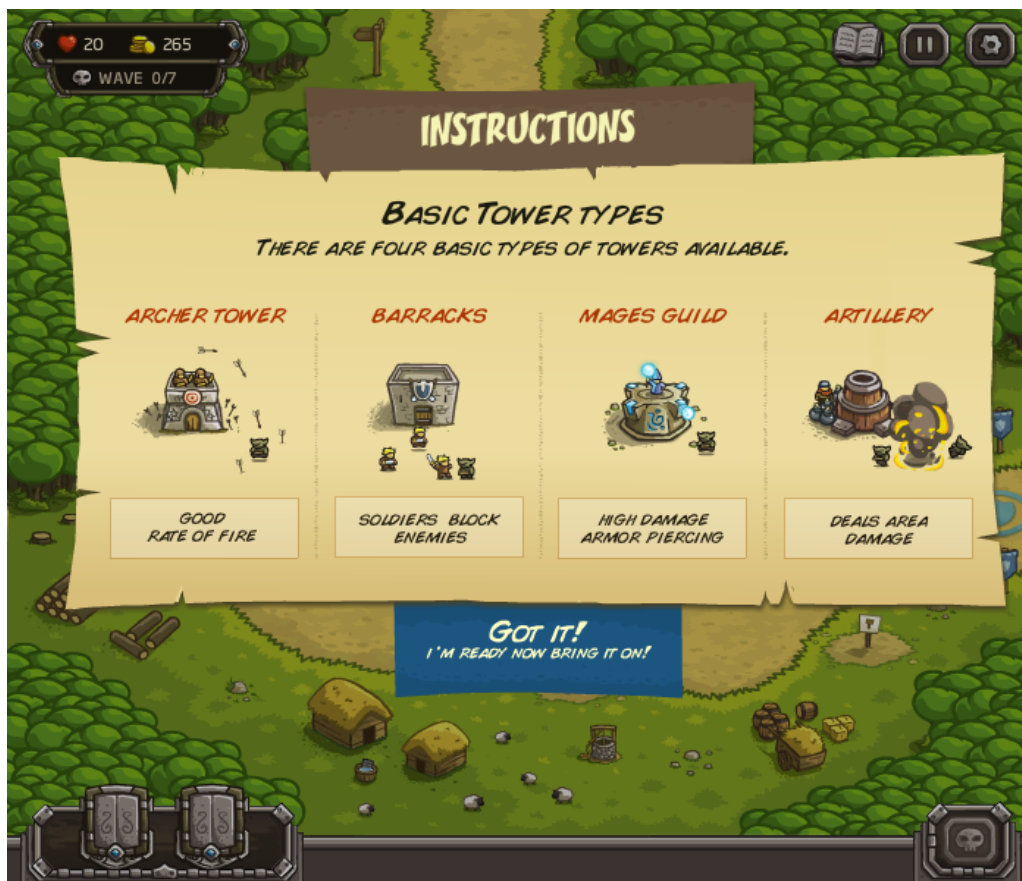 20 265
WAVE 0/7
INSTRUCTIONS
BASIC TOWER TYPES
THERE ARE FOUR BASIC TYPES OF TOWERS AVAILABLE.
ARCHER TOWER
BARRACKS
MAGES GUILD
ARTILLERY
GOOD
RATE OF FIRE
SOLDIERS BLOCK
ENEMIES
HIGH DAMAGE
ARMOR PIERCING
DEALS AREA
DAMAGE
GOT IT!
I'M READY NOW BRING IT ON!